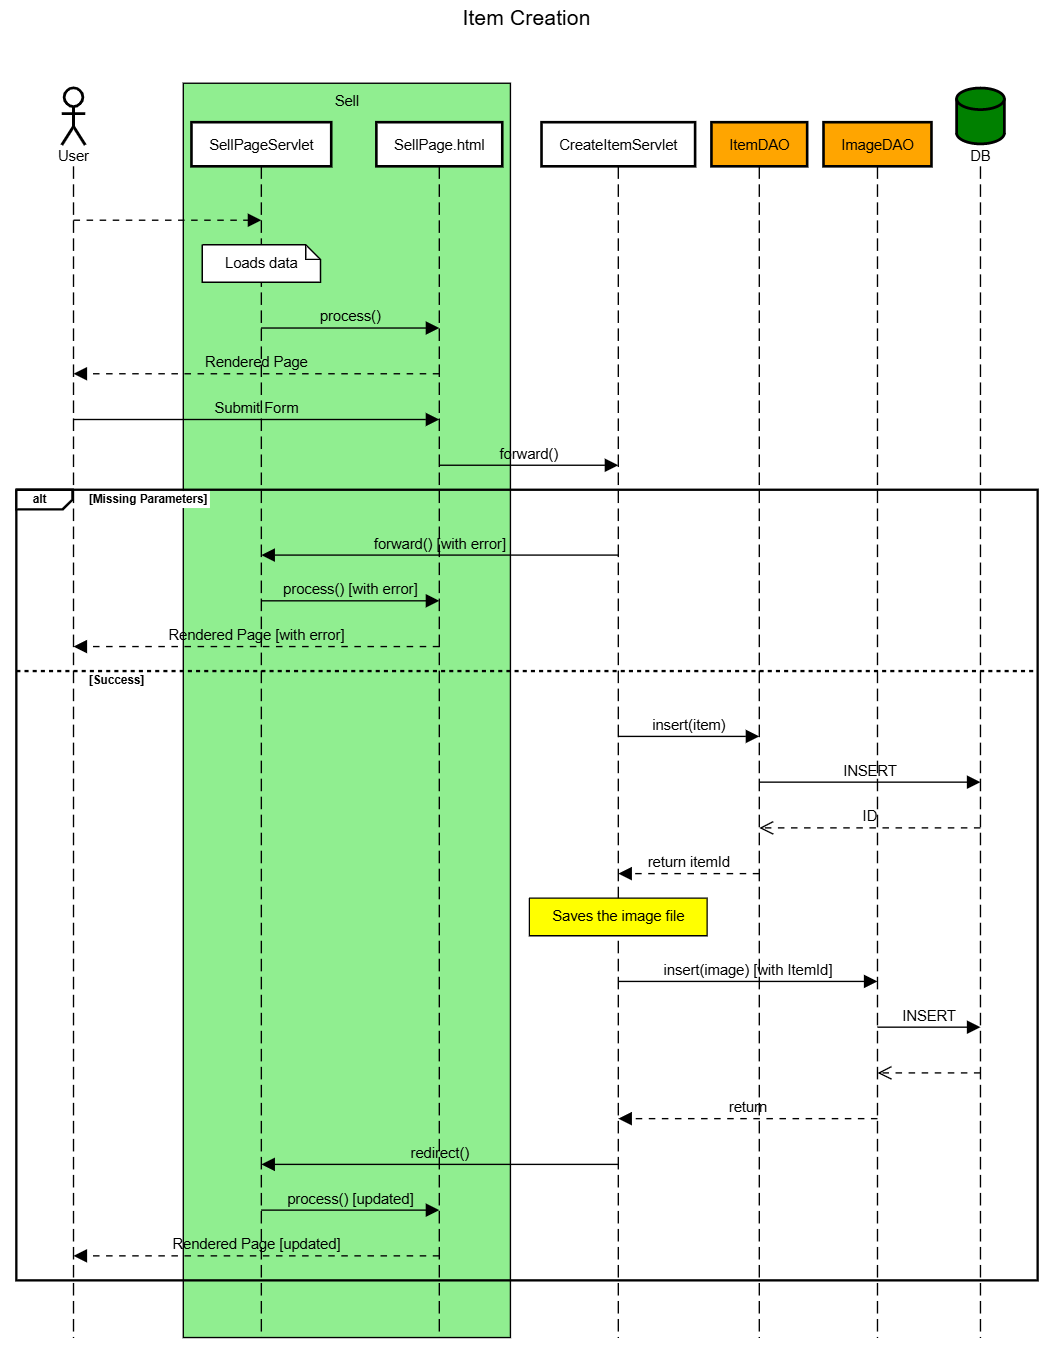 Item Creation
Sell
User
SellPageServlet
SellPage.html
CreateItemServlet
ItemDAO
ImageDAO
DB
Loads data
process()
Rendered Page
Submit Form
forward()
alt
[Missing Parameters]
forward() [with error]
process() [with error]
Rendered Page [with error]
[Success]
insert(item)
INSERT
ID
return itemId
Saves the image file
insert(image) [with ItemId]
INSERT
return
redirect()
process() [updated]
Rendered Page [updated]